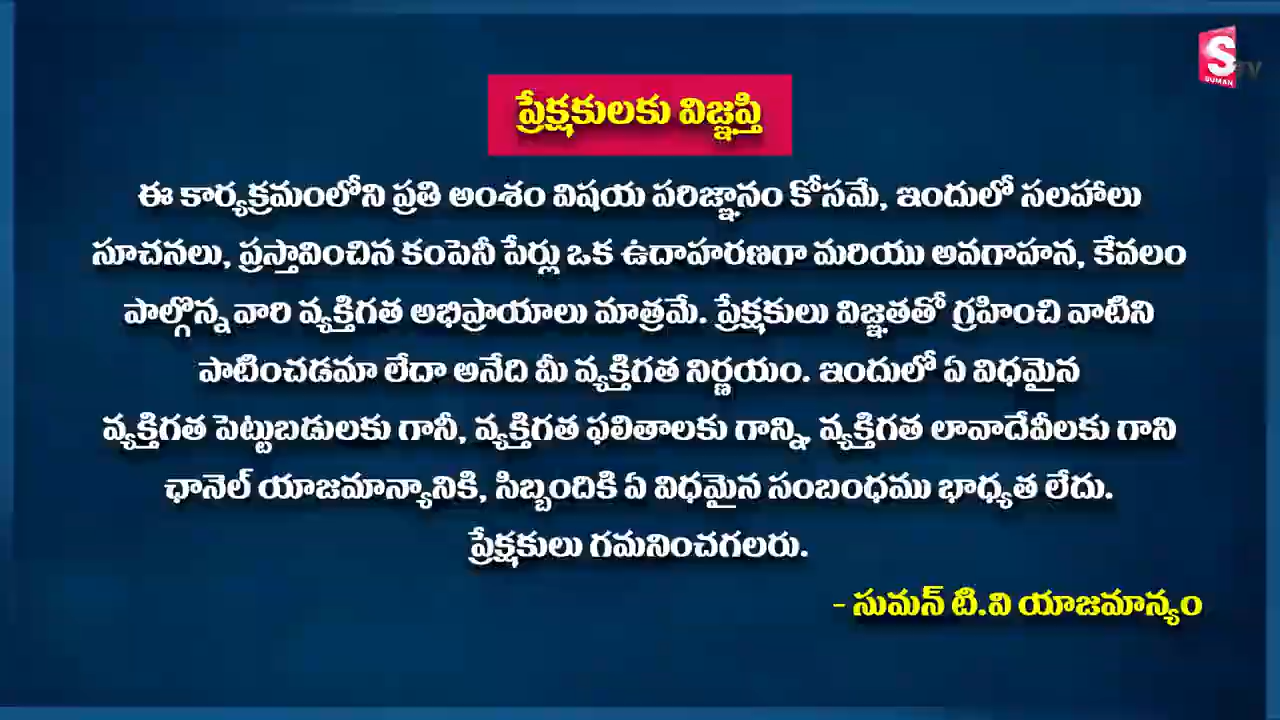 S
SUMAN
TV
ప్రేక్షకులకు విజ్ఞప్తి
ఈ కార్యక్రమంలోని ప్రతి అంశం విషయ పరిజ్ఞానం కోసమే, ఇందులో సలహాలు
సూచనలు, ప్రస్తావించిన కంపెనీ పేర్లు ఒక ఉదాహరణగా మరియు అవగాహన, కేవలం
పాల్గొన్న వారి వ్యక్తిగత అభిప్రాయాలు మాత్రమే. ప్రేక్షకులు విజ్ఞతతో గ్రహించి వాటిని
పాటించడమా లేదా అనేది మీ వ్యక్తిగత నిర్ణయం. ఇందులో ఏ విధమైన
వ్యక్తిగత పెట్టుబడులకు గానీ, వ్యక్తిగత ఫలితాలకు గాన్ని, వ్యక్తిగత లావాదేవీలకు గాని
ఛానెల్ యాజమాన్యానికి, సిబ్బందికి ఏ విధమైన సంబంధము భాధ్యత లేదు.
ప్రేక్షకులు గమనించగలరు.
- సుమన్ టి.వి యాజమాన్యం